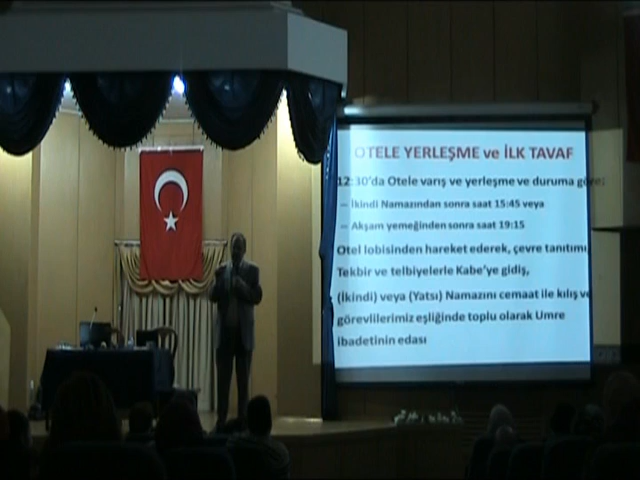 OTELE YERLEŞME ve İLK TAVAF
12:30'da Otele varış ve yerleşme ve duruma göre;
– İkindi Namazından sonra saat 15:45 veya
– Akşam yemeğinden sonra saat 19:15
Otel lobisinden hareket ederek, çevre tanıtımı,
Tekbir ve telbiyelerle Kabe'ye gidiş,
(İkindi) veya (Yatsı) Namazını cemaat ile kılış ve
görevlilerimiz eşliğinde toplu olarak Umre
ibadetinin edası